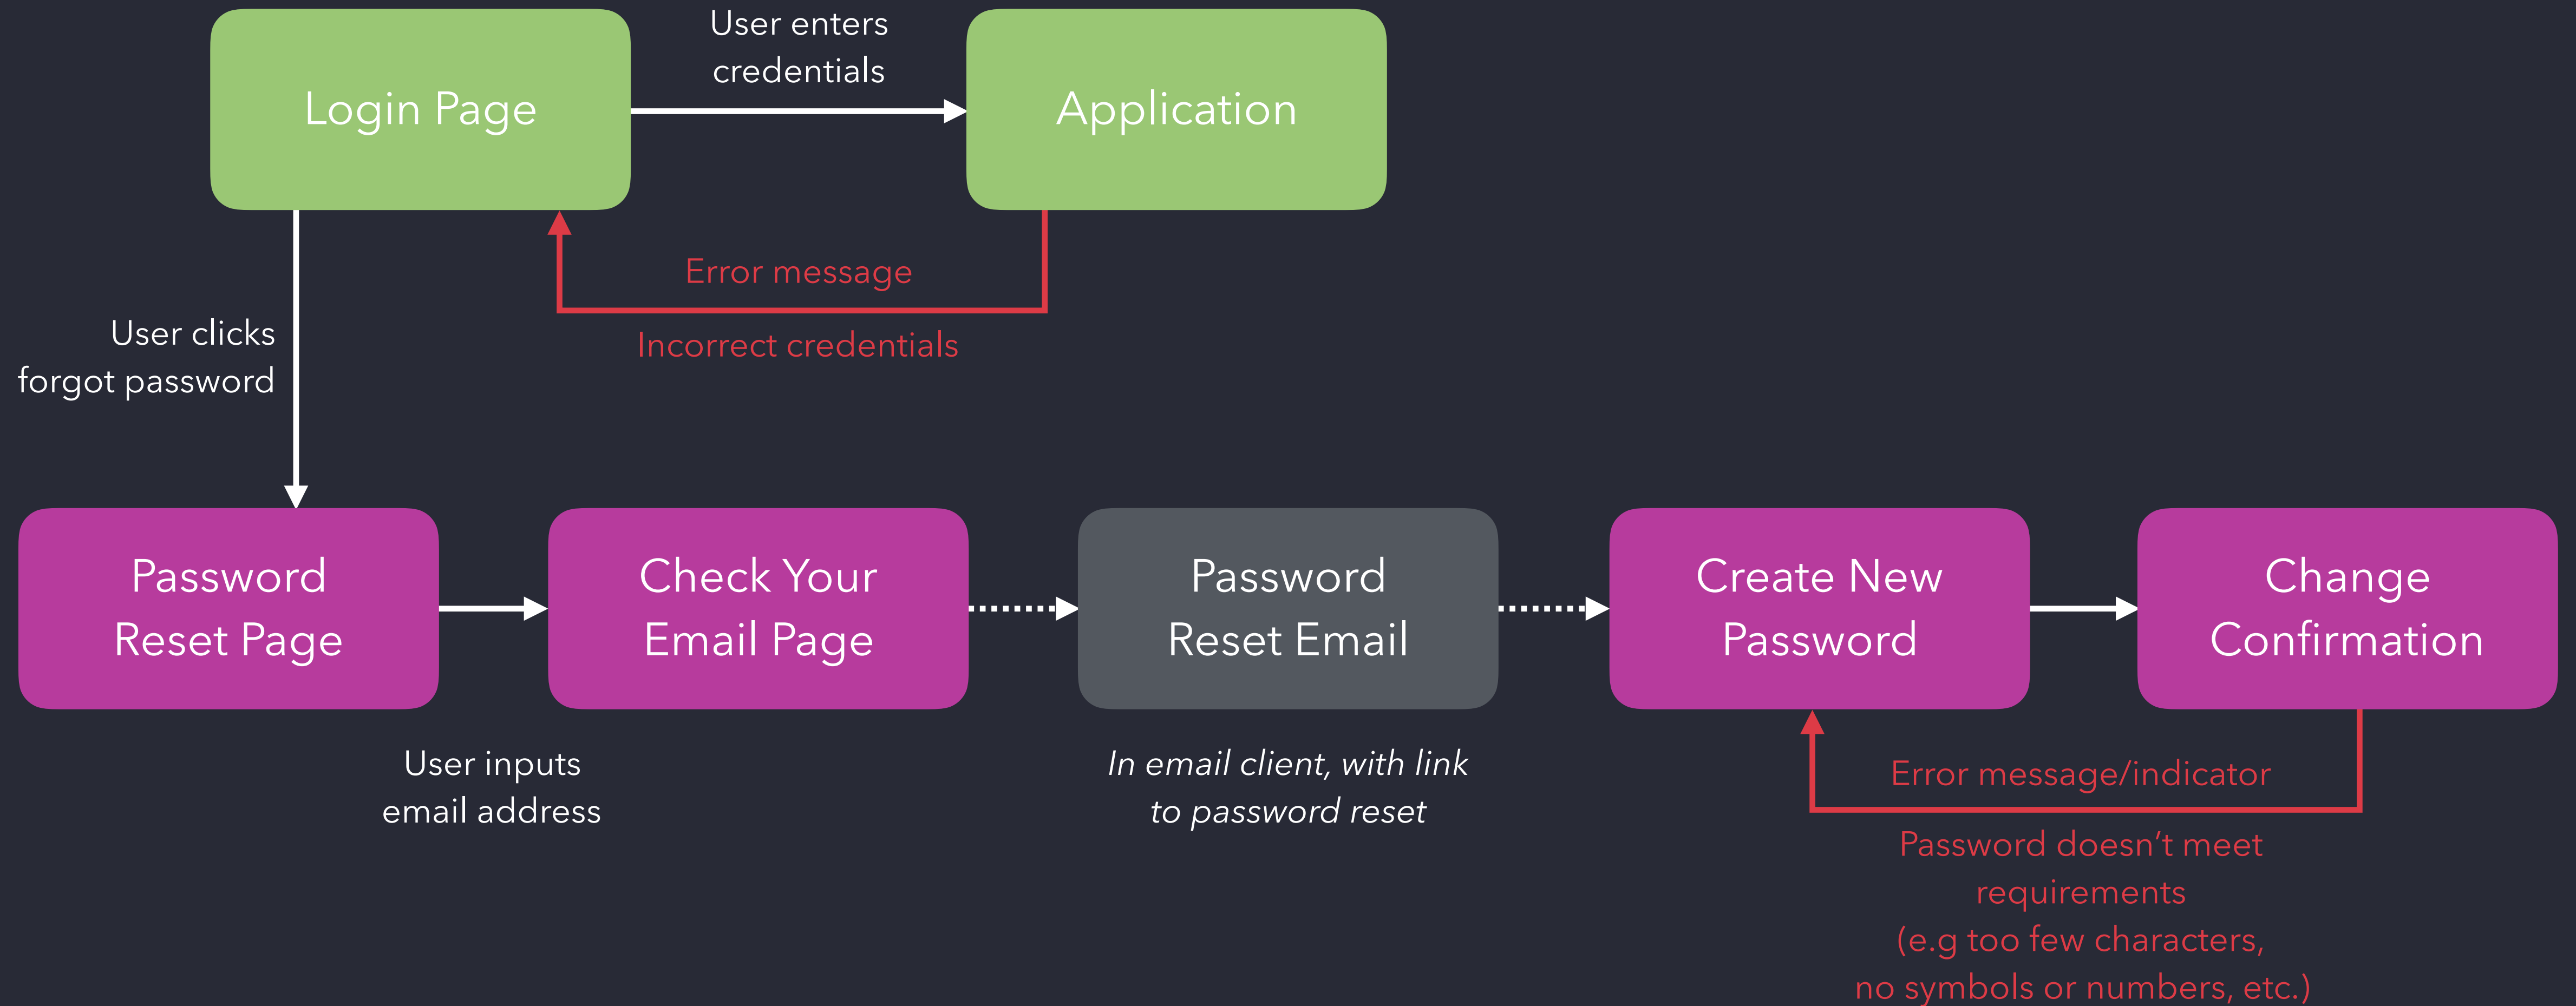 User enters
credentials
Login Page
Application
Error message
Incorrect credentials
User clicks
forgot password
Password
Reset Page
Check Your
Email Page
Password
Reset Email
Create New
Password
Change
Confirmation
User inputs
email address
In email client, with link
to password reset
Error message/indicator
Password doesn’t meet
requirements
(e.g too few characters,
no symbols or numbers, etc.)